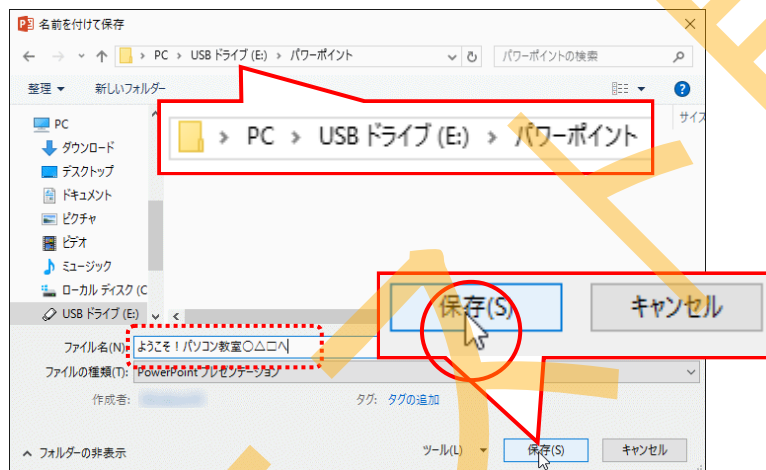 名前を付けて保存
PC › USB ドライブ (E:) › パワーポイント
パワーポイントの検索
整理
新しいフォルダー
PC › USB ドライブ (E:) › パワーポイント
サイズ
PC
ダウンロード
デスクトップ
ドキュメント
ピクチャ
ビデオ
ミュージック
ローカル ディスク (C
USB ドライブ (E:)
保存(S)
キャンセル
ファイル名(N):
ようこそ！パソコン教室〇△□へ
ファイルの種類(T):
PowerPoint プレゼンテーション
作成者:
タグ: タグの追加
フォルダーの非表示
ツール(L)
保存(S)
キャンセル